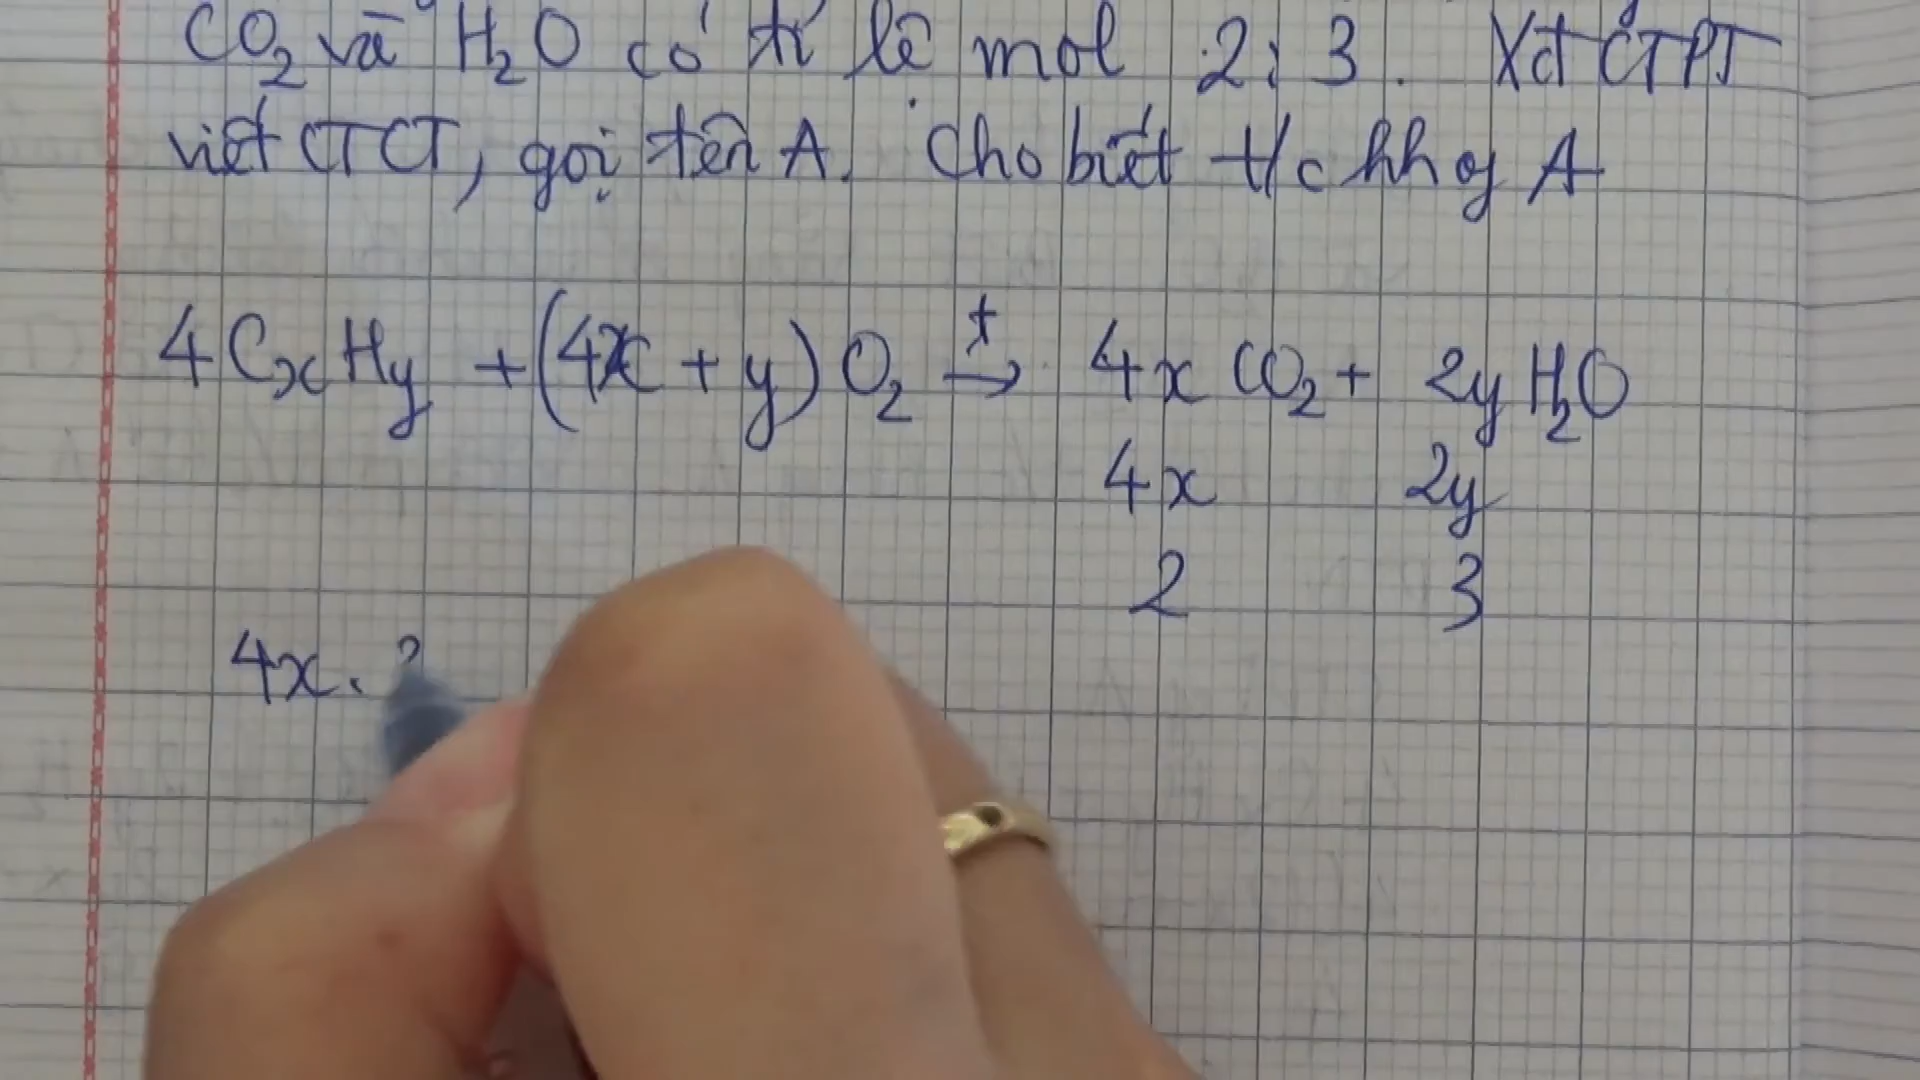 CO₂ và H₂O có tỉ lệ mol 2:3. Xđ CTPT
viết CTCT, gọi tên A. Cho biết t/c hh of A
4CxHy + (4x + y) O₂ →t 4x CO₂ + 2y H₂O
4x 2y
2 3
4x.